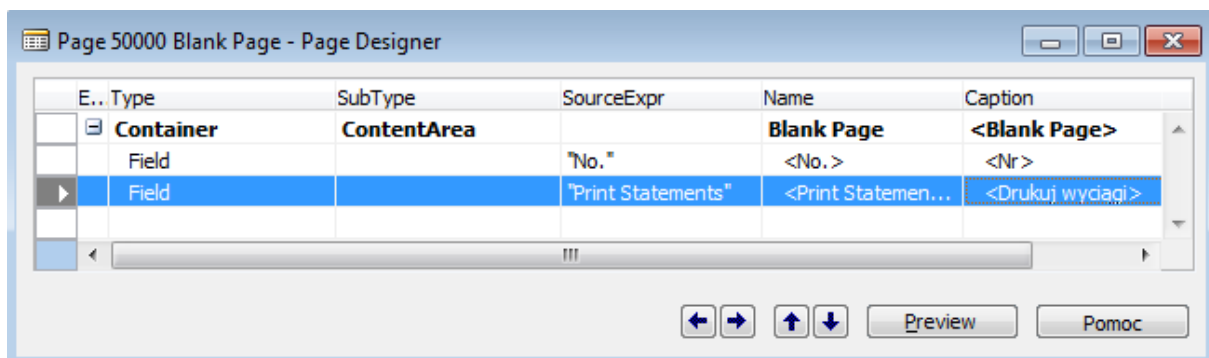 Page 50000 Blank Page - Page Designer
E... Type SubType SourceExpr Name Caption
Container ContentArea Blank Page <Blank Page>
Field "No." <No.> <Nr>
Field "Print Statements" <Print Statemen... <Drukuj wyciągi>
Preview Pomoc